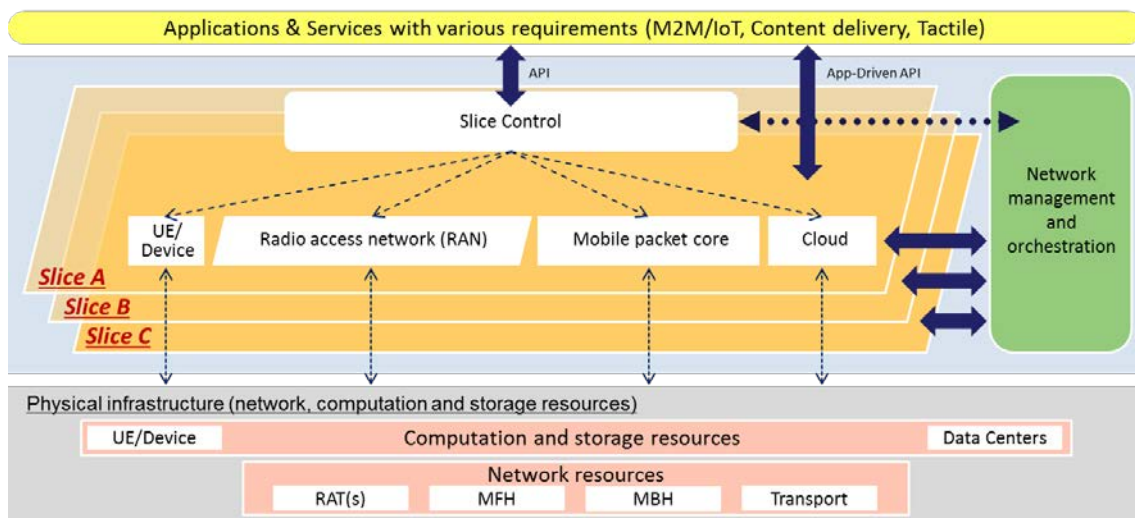 Applications & Services with various requirements (M2M/IoT, Content delivery, Tactile)
API
App-Driven API
Slice Control
Network
management
and
orchestration
UE/
Device
Radio access network (RAN)
Mobile packet core
Cloud
Slice A
Slice B
Slice C
Physical infrastructure (network, computation and storage resources)
UE/Device
Computation and storage resources
Data Centers
Network resources
RAT(s)
MFH
MBH
Transport